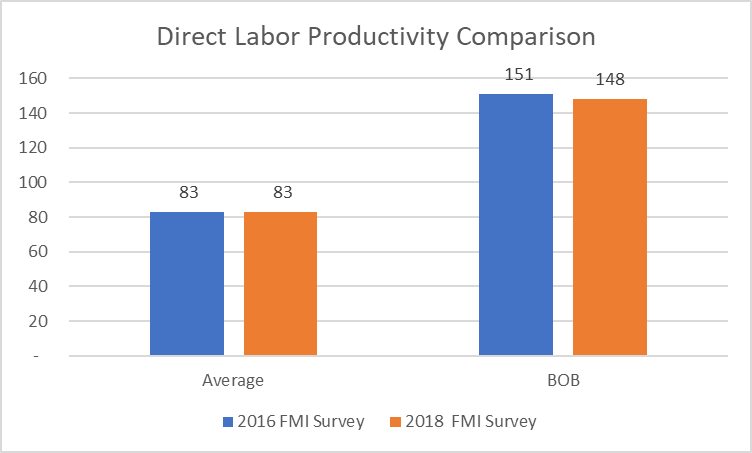 Direct Labor Productivity Comparison
160
140
120
100
80
60
40
20
-
83
83
151
148
Average
BOB
2016 FMI Survey
2018 FMI Survey